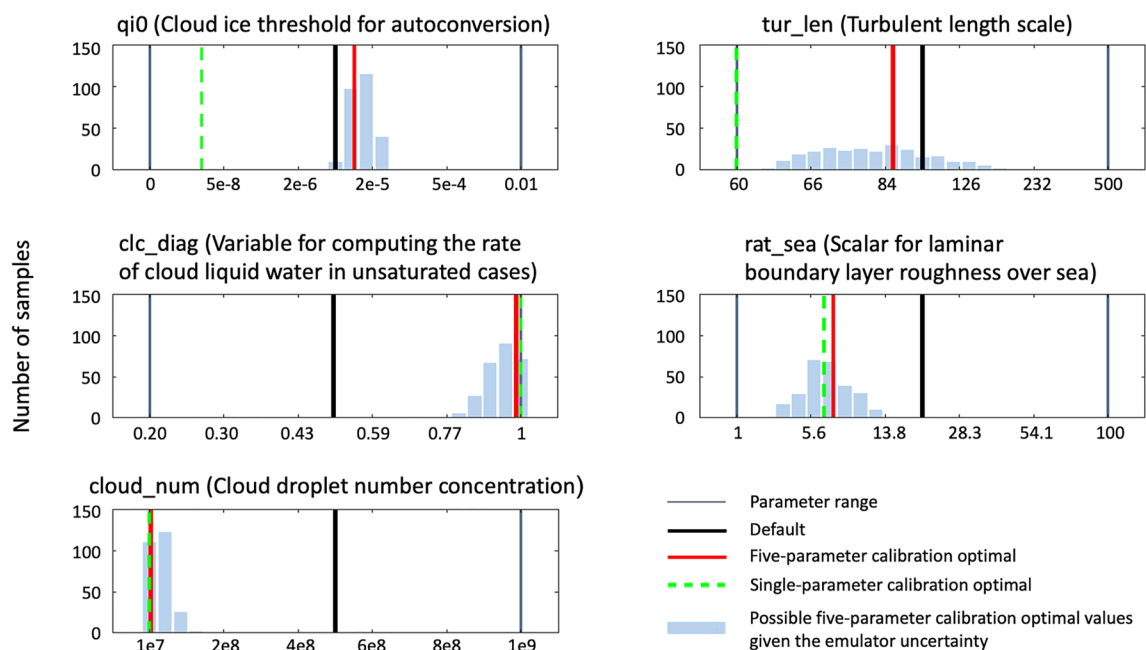 qi0 (Cloud ice threshold for autoconversion)
150
100
50
0
0 5e-8 2e-6 2e-5 5e-4 0.01
tur_len (Turbulent length scale)
150
100
50
0
60 66 84 126 232 500
Number of samples
clc_diag (Variable for computing the rate
of cloud liquid water in unsaturated cases)
150
100
50
0
0.20 0.30 0.43 0.59 0.77 1
rat_sea (Scalar for laminar
boundary layer roughness over sea)
150
100
50
0
1 5.6 13.8 28.3 54.1 100
cloud_num (Cloud droplet number concentration)
150
100
50
0
1e7 2e8 4e8 6e8 8e8 1e9
Parameter range
Default
Five-parameter calibration optimal
Single-parameter calibration optimal
Possible five-parameter calibration optimal values
given the emulator uncertainty